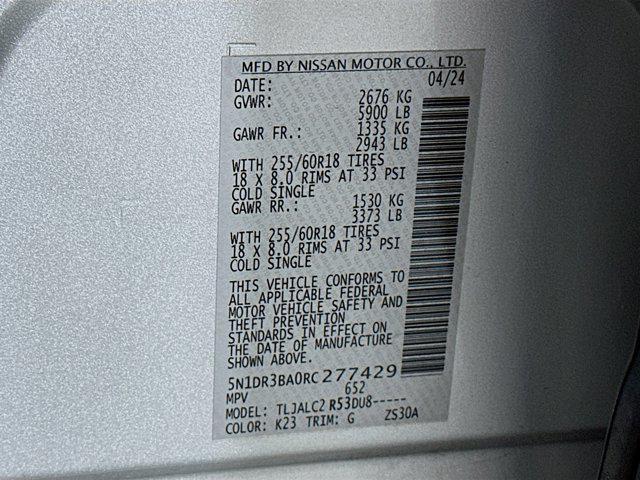 MFD BY NISSAN MOTOR CO., LTD.
DATE: 04/24
GVWR: 2676 KG
5900 LB
GAWR FR.: 1335 KG
2943 LB
WITH 255/60R18 TIRES
18 X 8.0 RIMS AT 33 PSI
COLD SINGLE
GAWR RR.: 1530 KG
3373 LB
WITH 255/60R18 TIRES
18 X 8.0 RIMS AT 33 PSI
COLD SINGLE
THIS VEHICLE CONFORMS TO
ALL APPLICABLE FEDERAL
MOTOR VEHICLE SAFETY AND
THEFT PREVENTION
STANDARDS IN EFFECT ON
THE DATE OF MANUFACTURE
SHOWN ABOVE.
5N1DR3BA0RC277429
MPV 652
MODEL: TLJALC2 R53DU8-----
COLOR: K23 TRIM: G ZS30A